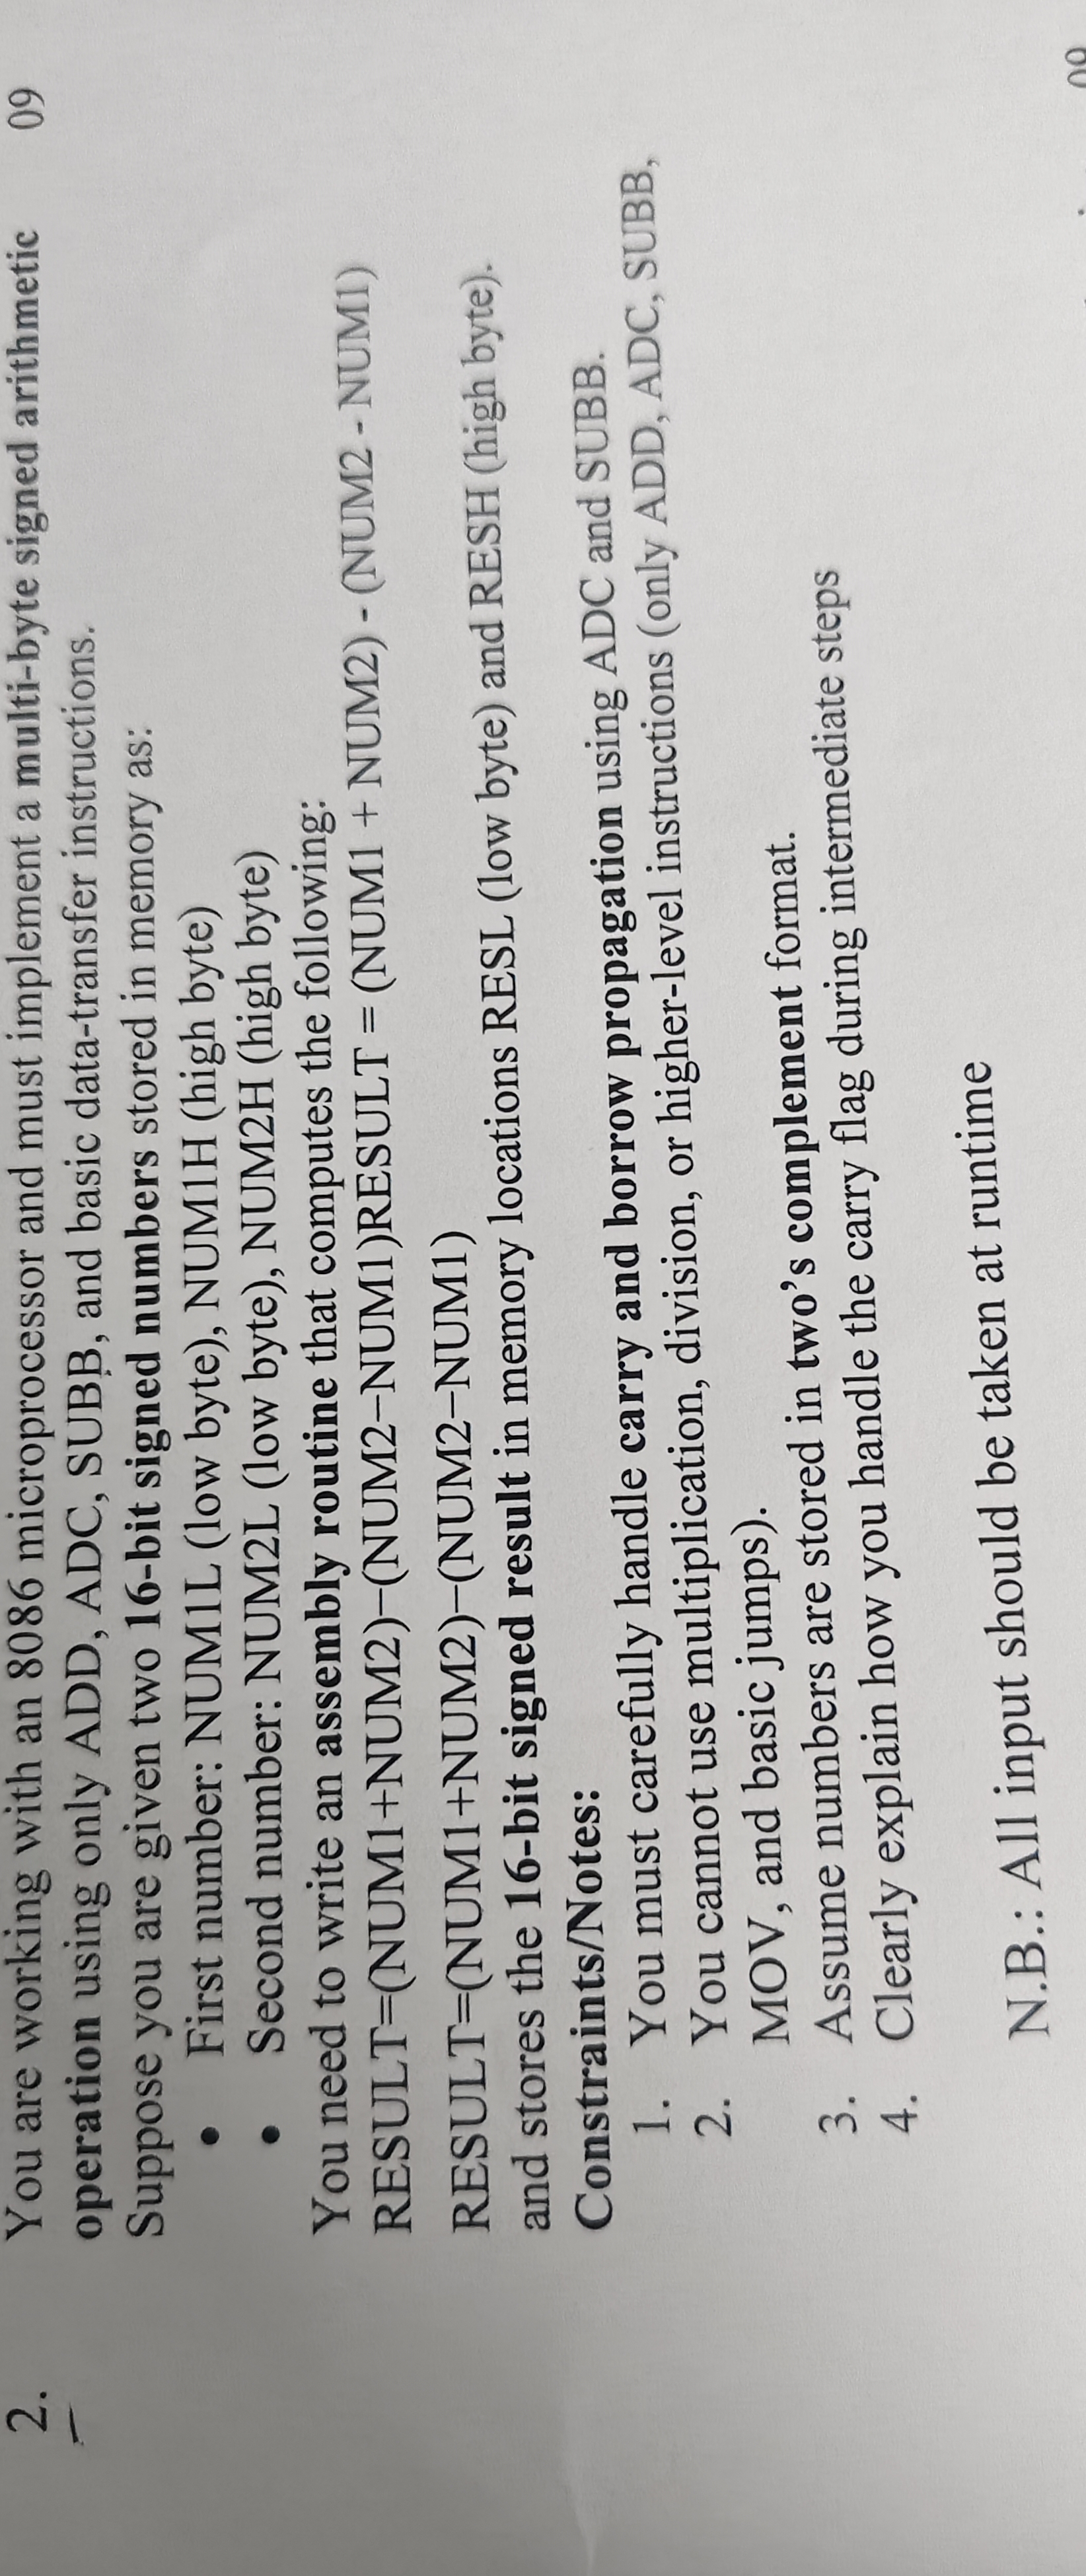 2. You are working with an 8086 microprocessor and must implement a multi-byte signed arithmetic 09
operation using only ADD, ADC, SUBB, and basic data-transfer instructions.
Suppose you are given two 16-bit signed numbers stored in memory as:
• First number: NUM1L (low byte), NUM1H (high byte)
• Second number: NUM2L (low byte), NUM2H (high byte)
You need to write an assembly routine that computes the following:
RESULT=(NUM1+NUM2)−(NUM2−NUM1)RESULT = (NUM1 + NUM2) - (NUM2 - NUM1)
RESULT=(NUM1+NUM2)−(NUM2−NUM1)
and stores the 16-bit signed result in memory locations RESL (low byte) and RESH (high byte).
Constraints/Notes:
1. You must carefully handle carry and borrow propagation using ADC and SUBB.
2. You cannot use multiplication, division, or higher-level instructions (only ADD, ADC, SUBB,
MOV, and basic jumps).
3. Assume numbers are stored in two's complement format.
4. Clearly explain how you handle the carry flag during intermediate steps
N.B.: All input should be taken at runtime
09